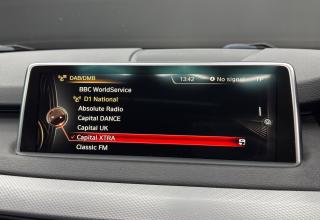 DAB/DMB
13:42
No signal
TP
BBC WorldService
D1 National
Absolute Radio
Capital DANCE
Capital UK
✓ Capital XTRA
Classic FM